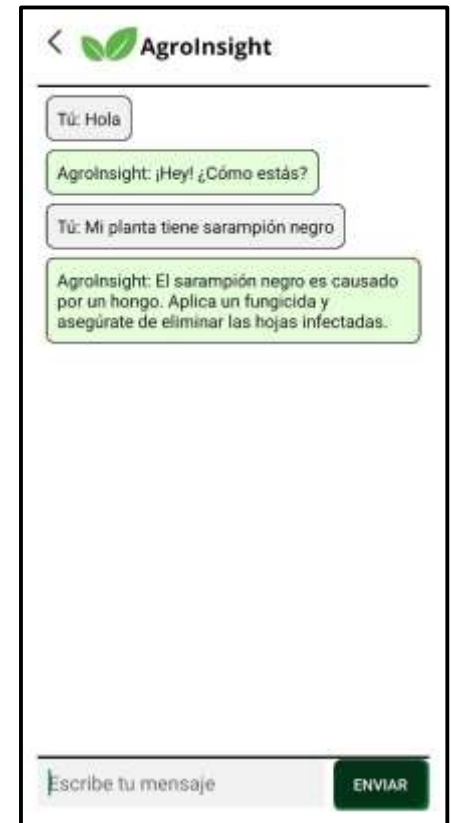 AgroInsight
Tú: Hola
AgroInsight: ¡Hey! ¿Cómo estás?
Tú: Mi planta tiene sarampión negro
AgroInsight: El sarampión negro es causado
por un hongo. Aplica un fungicida y
asegúrate de eliminar las hojas infectadas.
Escribe tu mensaje
ENVIAR